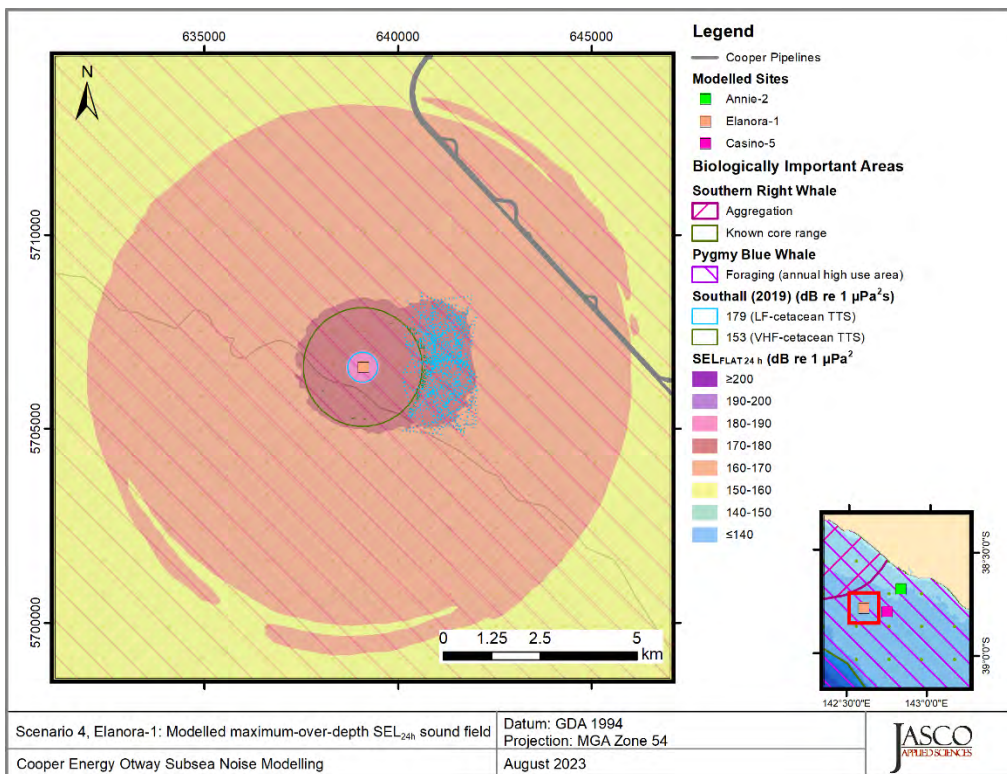 635000 640000 645000
N
5710000
5705000
5700000
0 1.25 2.5 5
km
Legend
Cooper Pipelines
Modelled Sites
Annie-2
Elanora-1
Casino-5
Biologically Important Areas
Southern Right Whale
Aggregation
Known core range
Pygmy Blue Whale
Foraging (annual high use area)
Southall (2019) (dB re 1 µPa²s)
179 (LF-cetacean TTS)
153 (VHF-cetacean TTS)
SELFLAT 24 h (dB re 1 µPa²
≥200
190-200
180-190
170-180
160-170
150-160
140-150
≤140
38°30'0"S
39°0'0"S
142°30'0"E 143°0'0"E
Scenario 4, Elanora-1: Modelled maximum-over-depth SEL24h sound field
Cooper Energy Otway Subsea Noise Modelling
Datum: GDA 1994
Projection: MGA Zone 54
August 2023
JASCO
APPLIED SCIENCES